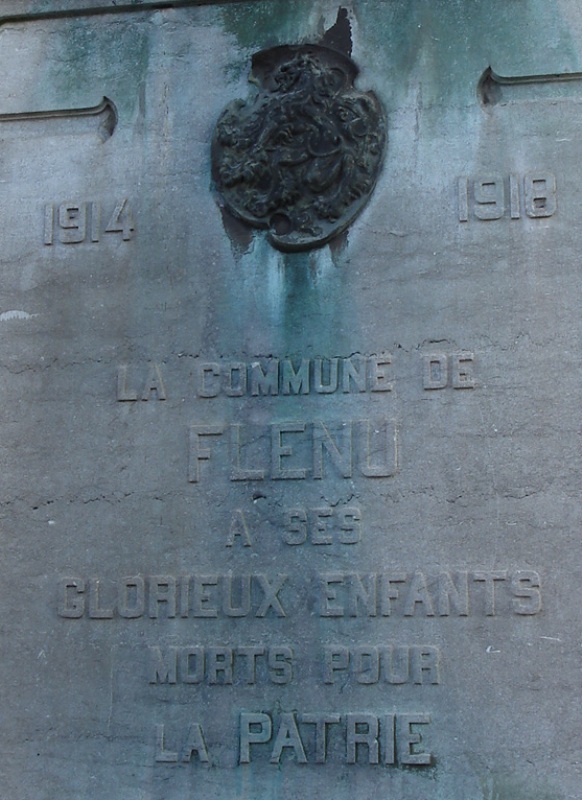 1914 1918
LA COMMUNE DE
FLENU
A SES
GLORIEUX ENFANTS
MORTS POUR
LA PATRIE